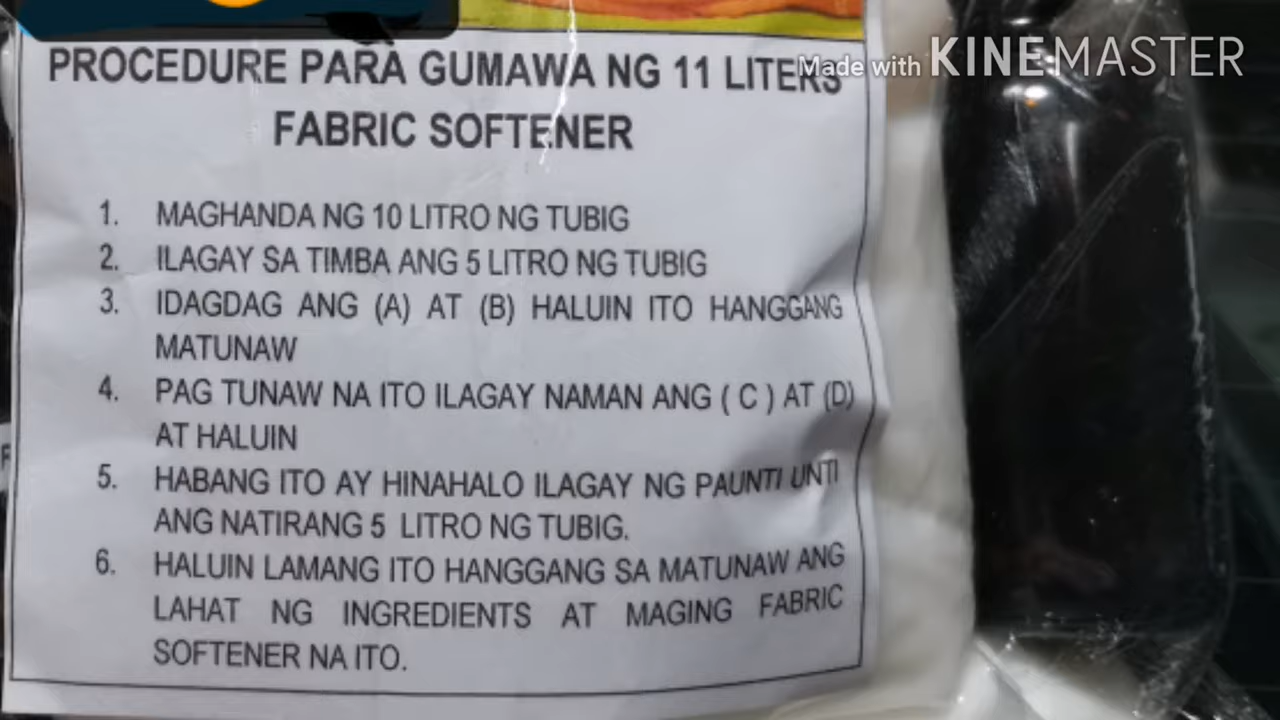 PROCEDURE PARA GUMAWA NG 11 LITERS
FABRIC SOFTENER
Made with KINEMASTER
1. MAGHANDA NG 10 LITRO NG TUBIG
2. ILAGAY SA TIMBA ANG 5 LITRO NG TUBIG
3. IDAGDAG ANG (A) AT (B) HALUIN ITO HANGGANG
MATUNAW
4. PAG TUNAW NA ITO ILAGAY NAMAN ANG ( C ) AT (D)
AT HALUIN
5. HABANG ITO AY HINAHALO ILAGAY NG PAUNTI UNTI
ANG NATIRANG 5 LITRO NG TUBIG.
6. HALUIN LAMANG ITO HANGGANG SA MATUNAW ANG
LAHAT NG INGREDIENTS AT MAGING FABRIC
SOFTENER NA ITO.